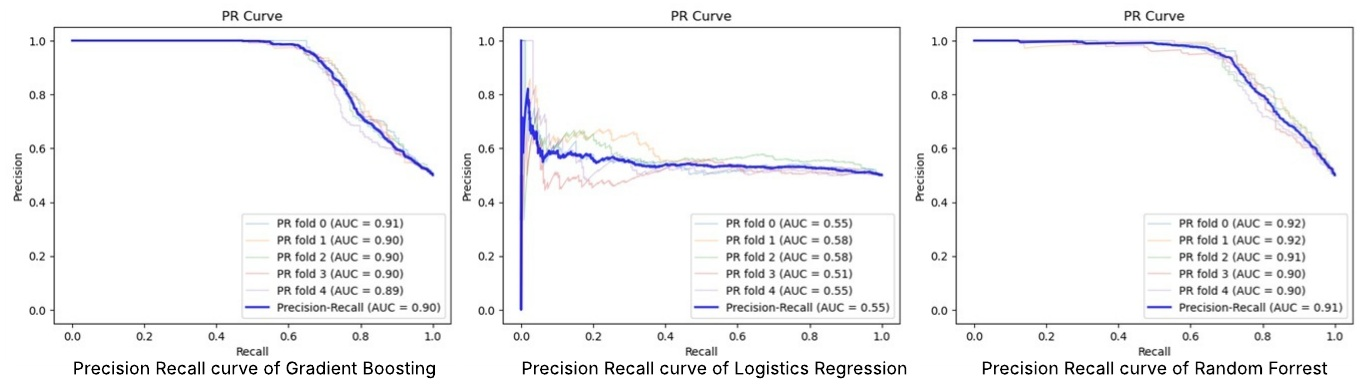 PR Curve
1.0
0.8
0.6
0.4
0.2
0.0
Precision
PR fold 0 (AUC = 0.91)
PR fold 1 (AUC = 0.90)
PR fold 2 (AUC = 0.90)
PR fold 3 (AUC = 0.90)
PR fold 4 (AUC = 0.89)
Precision-Recall (AUC = 0.90)
0.0 0.2 0.4 0.6 0.8 1.0
Recall
Precision Recall curve of Gradient Boosting
PR Curve
1.0
0.8
0.6
0.4
0.2
0.0
Precision
PR fold 0 (AUC = 0.55)
PR fold 1 (AUC = 0.58)
PR fold 2 (AUC = 0.58)
PR fold 3 (AUC = 0.51)
PR fold 4 (AUC = 0.55)
Precision-Recall (AUC = 0.55)
0.0 0.2 0.4 0.6 0.8 1.0
Recall
Precision Recall curve of Logistics Regression
PR Curve
1.0
0.8
0.6
0.4
0.2
0.0
Precision
PR fold 0 (AUC = 0.92)
PR fold 1 (AUC = 0.92)
PR fold 2 (AUC = 0.91)
PR fold 3 (AUC = 0.90)
PR fold 4 (AUC = 0.90)
Precision-Recall (AUC = 0.91)
0.0 0.2 0.4 0.6 0.8 1.0
Recall
Precision Recall curve of Random Forrest